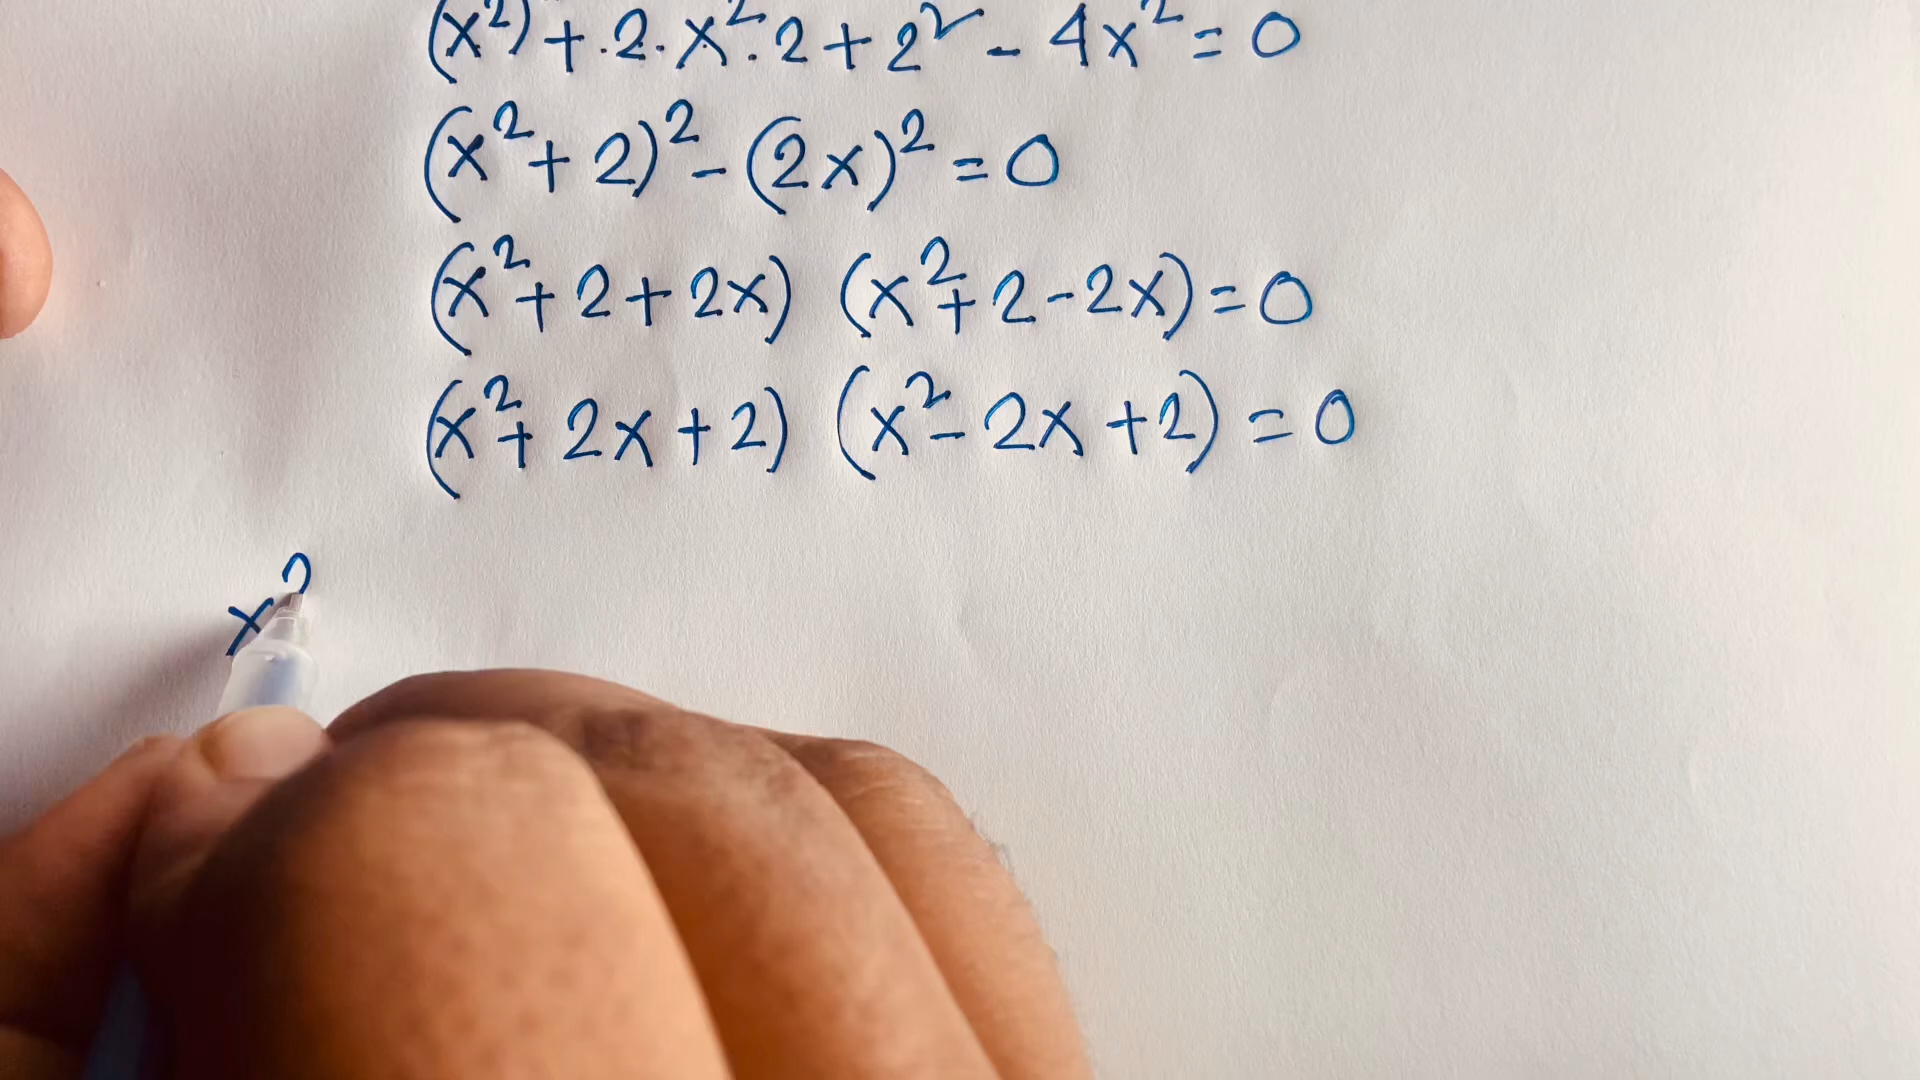 (x²) + 2·x²·2 + 2² - 4x² = 0
(x² + 2)² - (2x)² = 0
(x² + 2 + 2x) (x² + 2 - 2x) = 0
(x² + 2x + 2) (x² - 2x + 2) = 0
x²